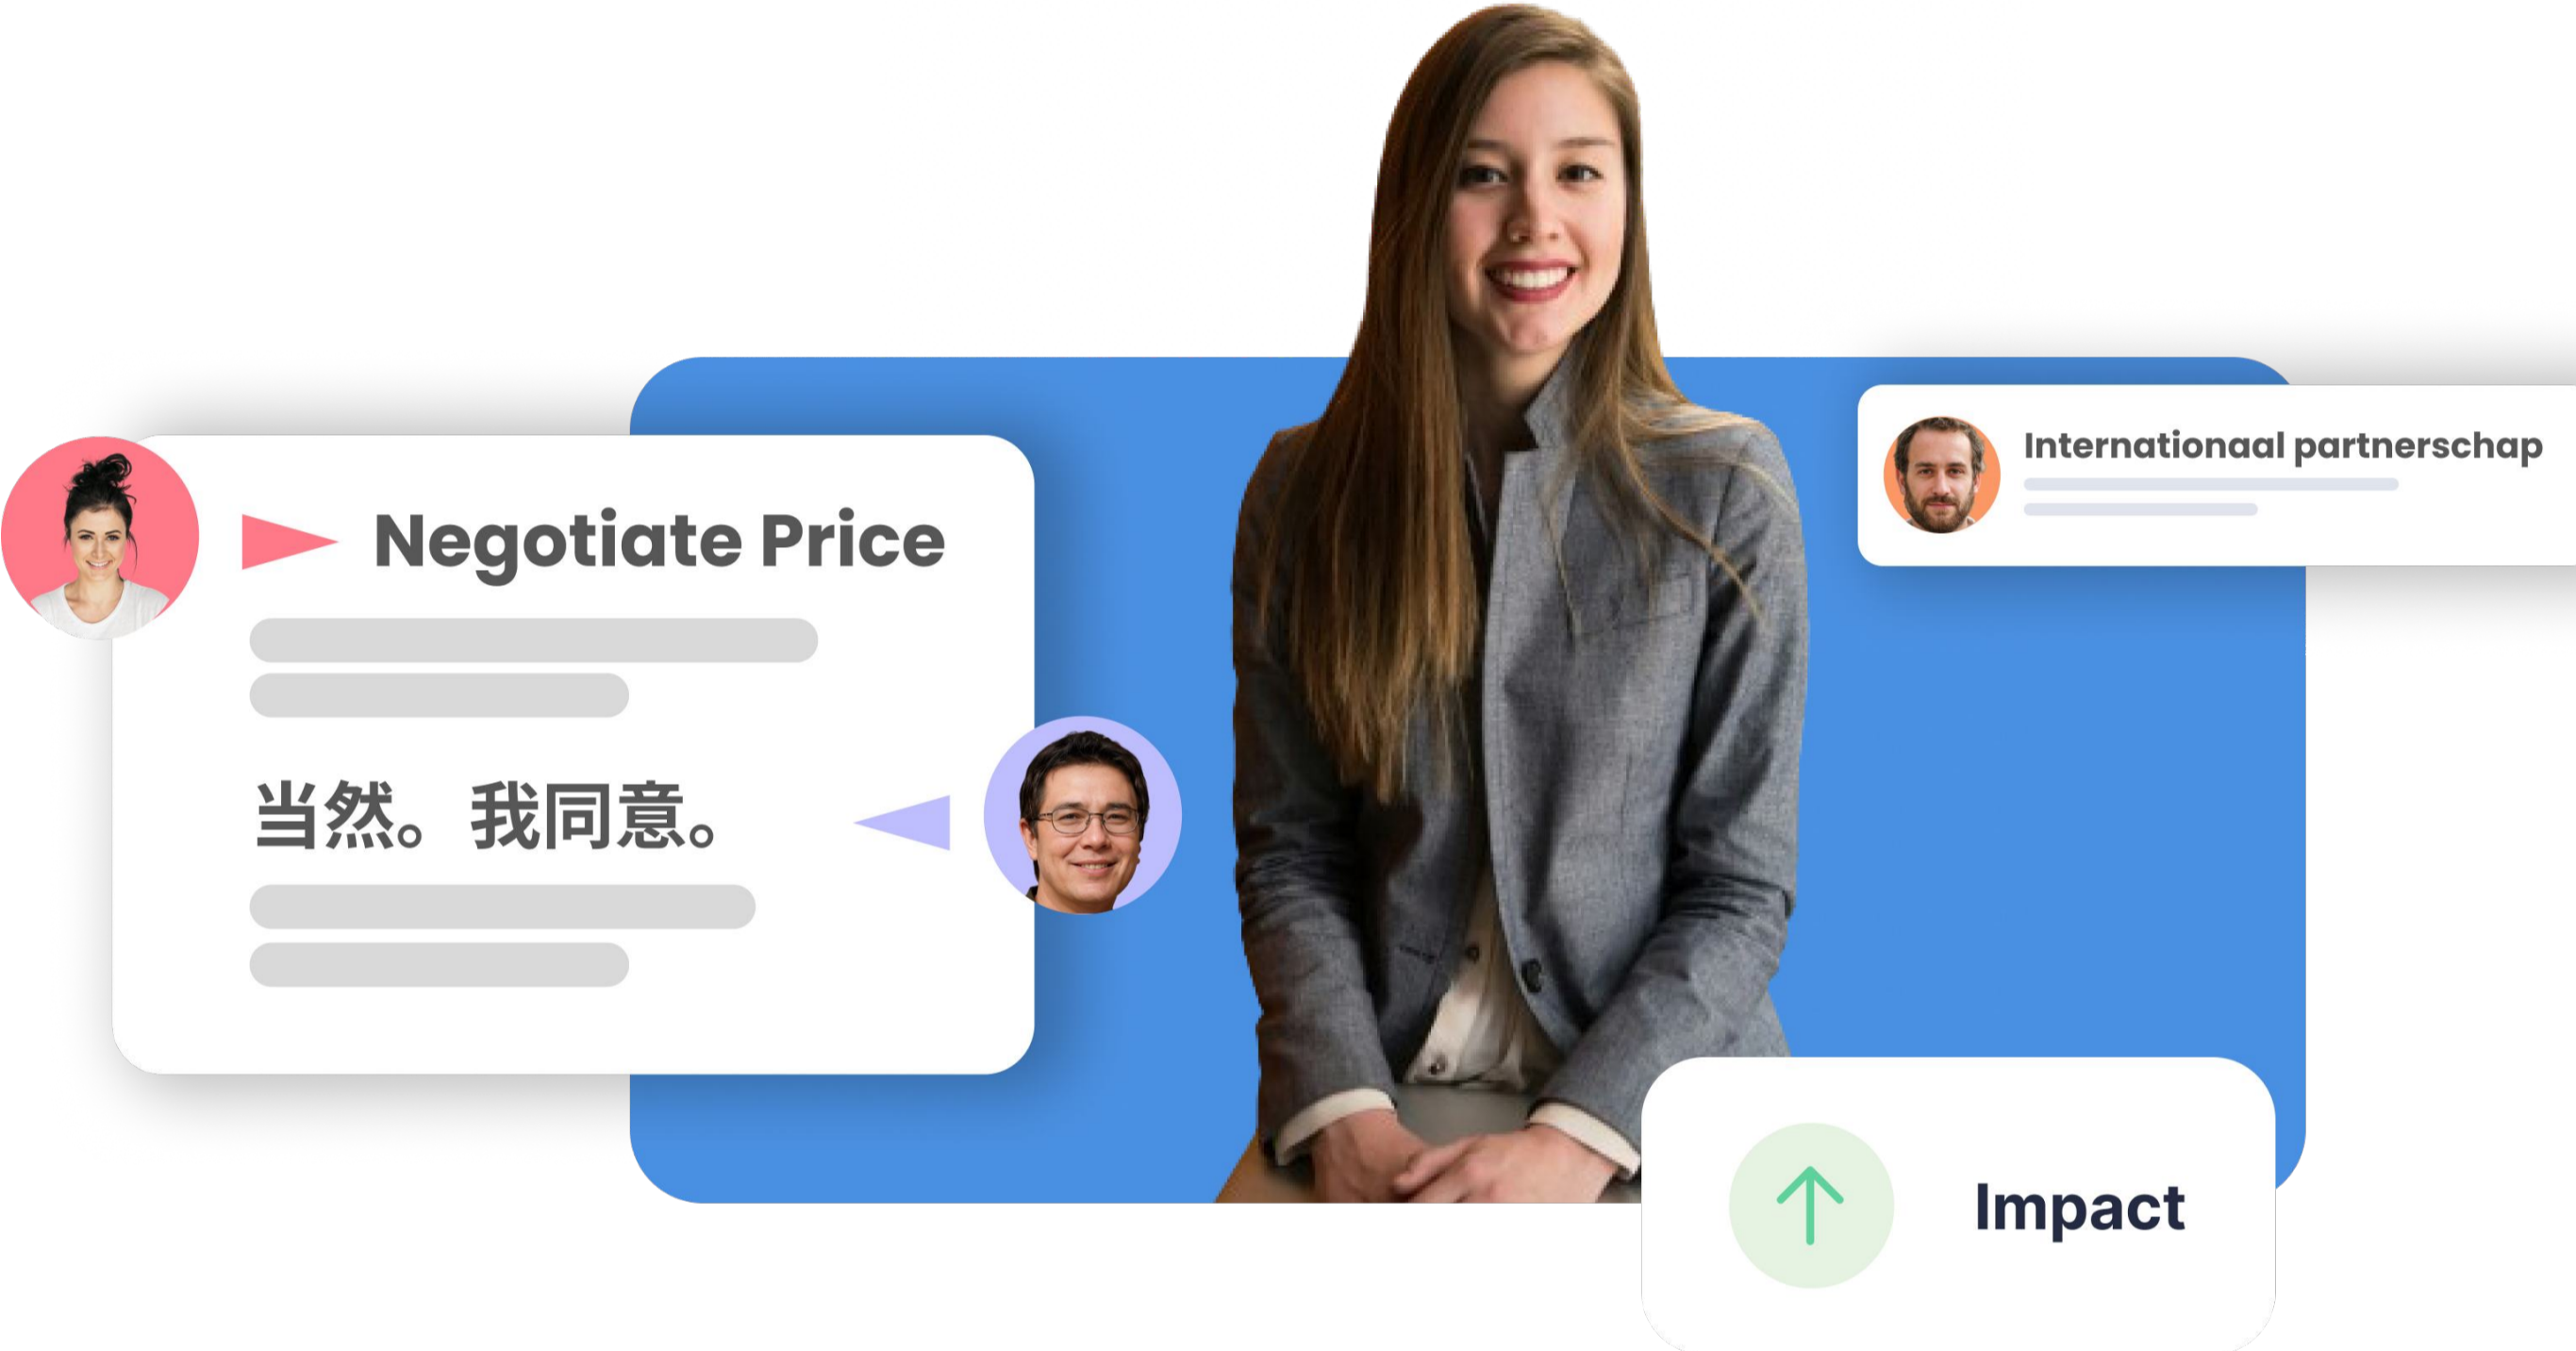 Negotiate Price
当然。我同意。
Internationaal partnerschap
Impact